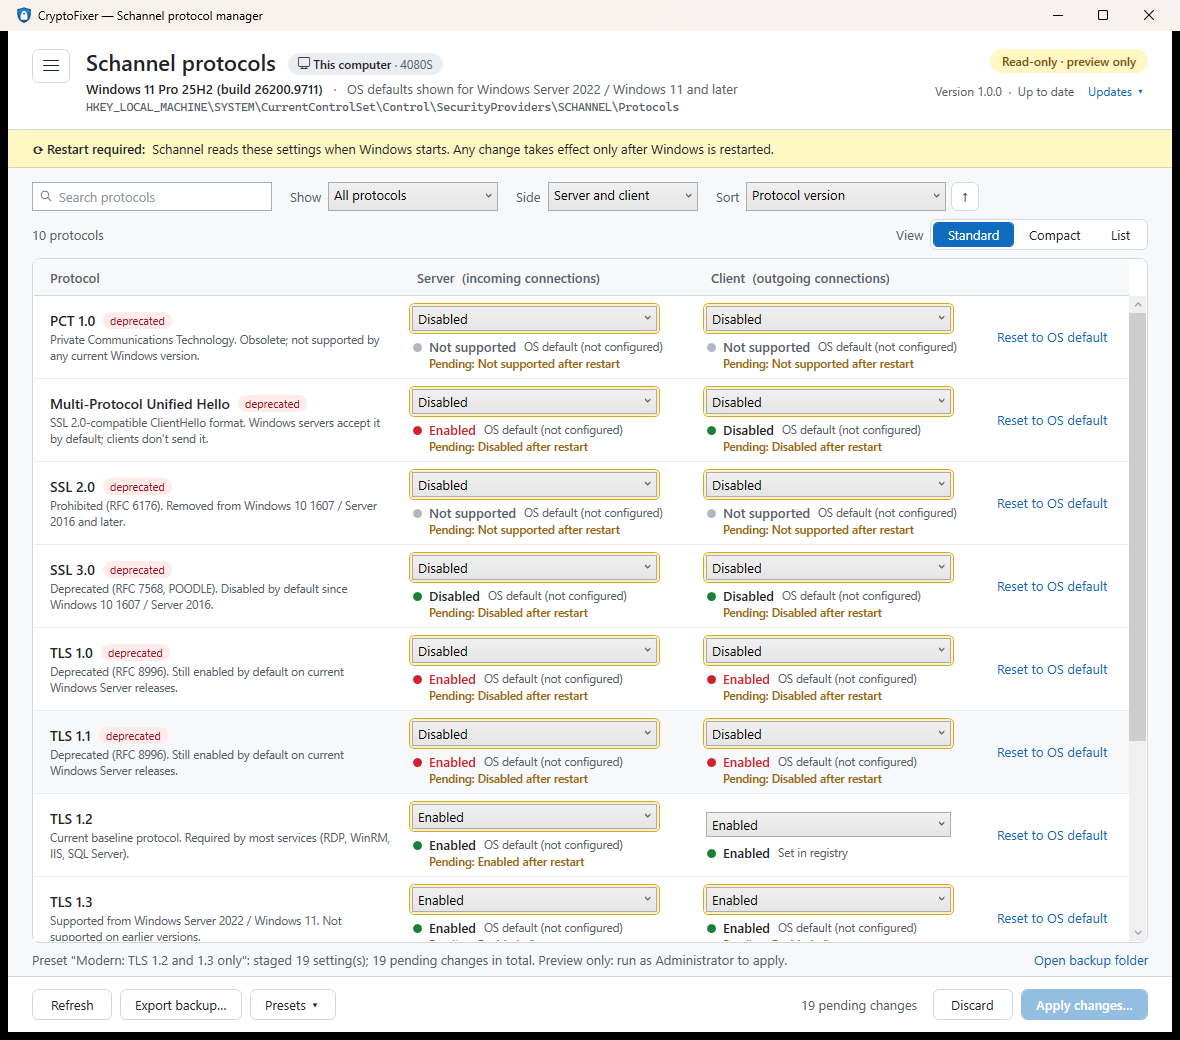 CryptoFixer — Schannel protocol manager
Schannel protocols
This computer · 4080S
Read-only · preview only
Windows 11 Pro 25H2 (build 26200.9711) · OS defaults shown for Windows Server 2022 / Windows 11 and later
Version 1.0.0 · Up to date Updates
HKEY_LOCAL_MACHINE\SYSTEM\CurrentControlSet\Control\SecurityProviders\SCHANNEL\Protocols
Restart required: Schannel reads these settings when Windows starts. Any change takes effect only after Windows is restarted.
Search protocols
Show All protocols
Side Server and client
Sort Protocol version ↑
10 protocols
View Standard Compact List
Protocol
Server (incoming connections)
Client (outgoing connections)
PCT 1.0 deprecated
Private Communications Technology. Obsolete; not supported by
any current Windows version.
Disabled
Not supported OS default (not configured)
Pending: Not supported after restart
Disabled
Not supported OS default (not configured)
Pending: Not supported after restart
Reset to OS default
Multi-Protocol Unified Hello deprecated
SSL 2.0-compatible ClientHello format. Windows servers accept it
by default; clients don't send it.
Disabled
Enabled OS default (not configured)
Pending: Disabled after restart
Disabled
Disabled OS default (not configured)
Pending: Disabled after restart
Reset to OS default
SSL 2.0 deprecated
Prohibited (RFC 6176). Removed from Windows 10 1607 / Server
2016 and later.
Disabled
Not supported OS default (not configured)
Pending: Not supported after restart
Disabled
Not supported OS default (not configured)
Pending: Not supported after restart
Reset to OS default
SSL 3.0 deprecated
Deprecated (RFC 7568, POODLE). Disabled by default since
Windows 10 1607 / Server 2016.
Disabled
Disabled OS default (not configured)
Pending: Disabled after restart
Disabled
Disabled OS default (not configured)
Pending: Disabled after restart
Reset to OS default
TLS 1.0 deprecated
Deprecated (RFC 8996). Still enabled by default on current
Windows Server releases.
Disabled
Enabled OS default (not configured)
Pending: Disabled after restart
Disabled
Enabled OS default (not configured)
Pending: Disabled after restart
Reset to OS default
TLS 1.1 deprecated
Deprecated (RFC 8996). Still enabled by default on current
Windows Server releases.
Disabled
Enabled OS default (not configured)
Pending: Disabled after restart
Disabled
Enabled OS default (not configured)
Pending: Disabled after restart
Reset to OS default
TLS 1.2
Current baseline protocol. Required by most services (RDP, WinRM,
IIS, SQL Server).
Enabled
Enabled OS default (not configured)
Pending: Enabled after restart
Enabled
Enabled Set in registry
Reset to OS default
TLS 1.3
Supported from Windows Server 2022 / Windows 11. Not
supported on earlier versions.
Enabled
Enabled OS default (not configured)
Enabled
Enabled OS default (not configured)
Reset to OS default
Preset "Modern: TLS 1.2 and 1.3 only": staged 19 setting(s); 19 pending changes in total. Preview only: run as Administrator to apply.
Open backup folder
Refresh
Export backup...
Presets
19 pending changes
Discard
Apply changes...